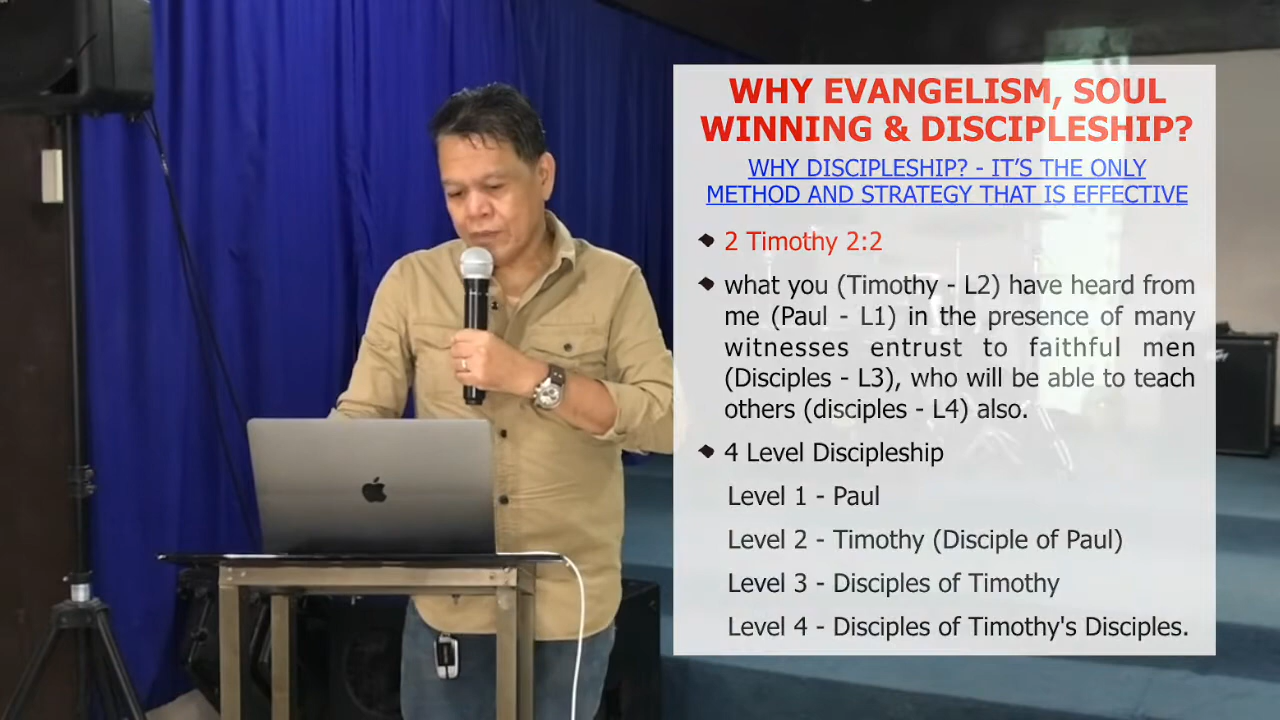 WHY EVANGELISM, SOUL
WINNING & DISCIPLESHIP?
WHY DISCIPLESHIP? - IT’S THE ONLY
METHOD AND STRATEGY THAT IS EFFECTIVE
2 Timothy 2:2
what you (Timothy - L2) have heard from
me (Paul - L1) in the presence of many
witnesses entrust to faithful men
(Disciples - L3), who will be able to teach
others (disciples - L4) also.
4 Level Discipleship
Level 1 - Paul
Level 2 - Timothy (Disciple of Paul)
Level 3 - Disciples of Timothy
Level 4 - Disciples of Timothy's Disciples.